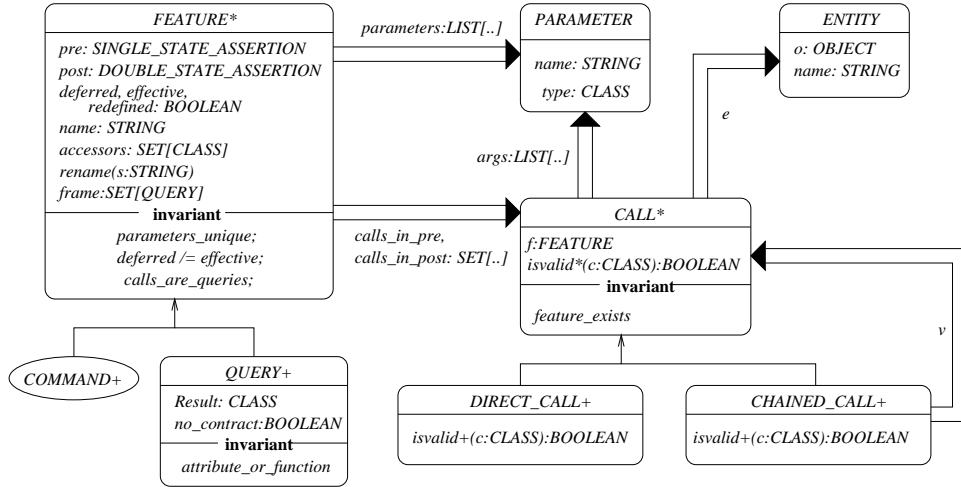 FEATURE*
pre: SINGLE_STATE_ASSERTION
post: DOUBLE_STATE_ASSERTION
deferred, effective,
redefined: BOOLEAN
name: STRING
accessors: SET[CLASS]
rename(s:STRING)
frame:SET[QUERY]
invariant
parameters_unique;
deferred /= effective;
calls_are_queries;
parameters:LIST[..]
PARAMETER
name: STRING
type: CLASS
ENTITY
o: OBJECT
name: STRING
e
args:LIST[..]
calls_in_pre,
calls_in_post: SET[..]
CALL*
f:FEATURE
isvalid*(c:CLASS):BOOLEAN
invariant
feature_exists
v
COMMAND+
QUERY+
Result: CLASS
no_contract:BOOLEAN
invariant
attribute_or_function
DIRECT_CALL+
isvalid+(c:CLASS):BOOLEAN
CHAINED_CALL+
isvalid+(c:CLASS):BOOLEAN